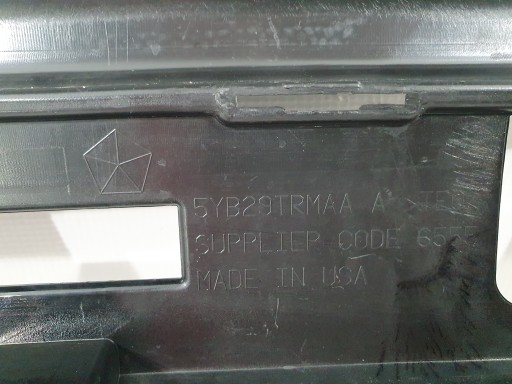 5YB29TRMAA A
SUPPLIER CODE
MADE IN USA